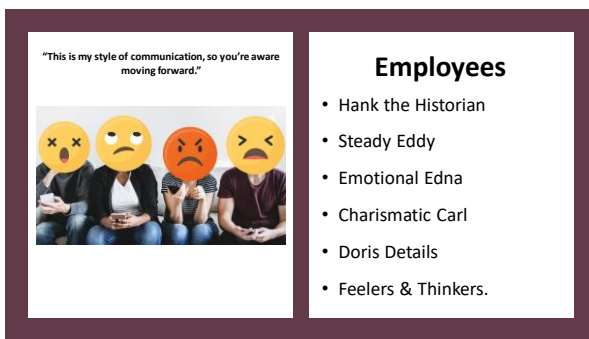 “This is my style of communication, so you’re aware
moving forward.”
Employees
• Hank the Historian
• Steady Eddy
• Emotional Edna
• Charismatic Carl
• Doris Details
• Feelers & Thinkers.